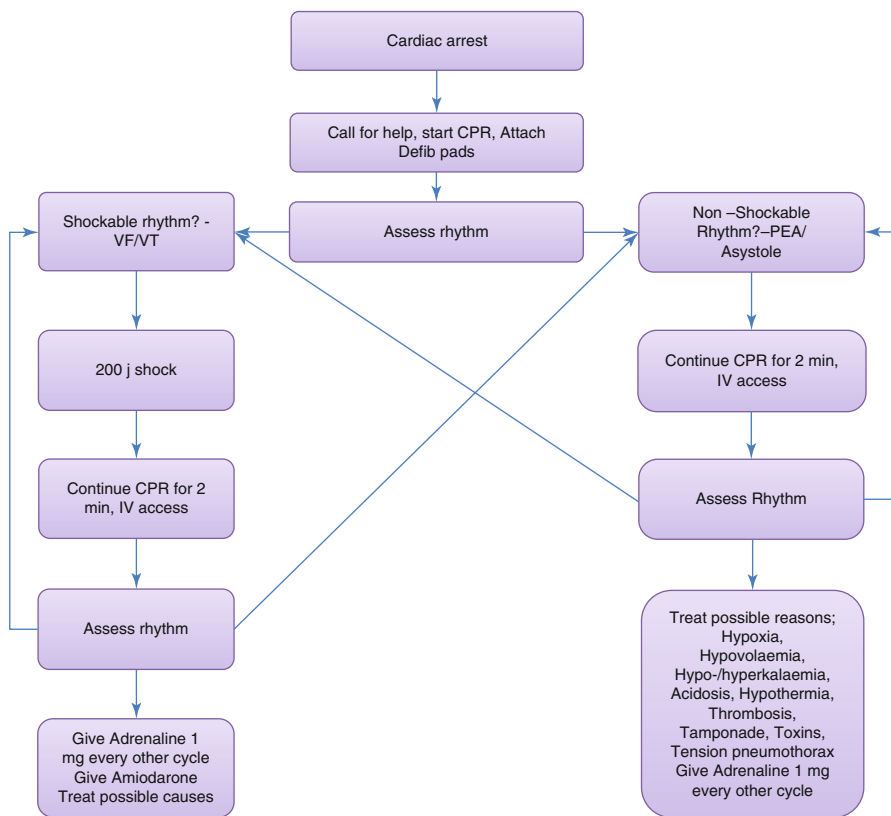 Cardiac arrest
Call for help, start CPR, Attach
Defib pads
Assess rhythm
Shockable rhythm? -
VF/VT
200 j shock
Continue CPR for 2
min, IV access
Assess rhythm
Give Adrenaline 1
mg every other cycle
Give Amiodarone
Treat possible causes
Non –Shockable
Rhythm?–PEA/
Asystole
Continue CPR for 2 min,
IV access
Assess Rhythm
Treat possible reasons;
Hypoxia,
Hypovolaemia,
Hypo-/hyperkalaemia,
Acidosis, Hypothermia,
Thrombosis,
Tamponade, Toxins,
Tension pneumothorax
Give Adrenaline 1 mg
every other cycle